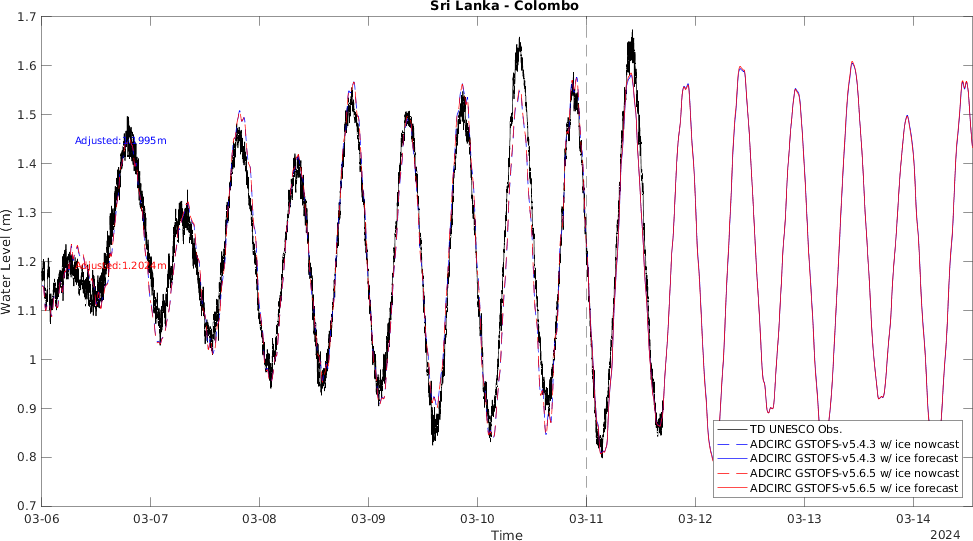 Sri Lanka - Colombo
1.7
1.6
1.5
1.4
1.3
1.2
1.1
1
0.9
0.8
0.7
Water Level (m)
Adjusted: .995m
Adjusted:1.2024m
TD UNESCO Obs.
ADCIRC GSTOFS-v5.4.3 w/ ice nowcast
ADCIRC GSTOFS-v5.4.3 w/ ice forecast
ADCIRC GSTOFS-v5.6.5 w/ ice nowcast
ADCIRC GSTOFS-v5.6.5 w/ ice forecast
03-06 03-07 03-08 03-09 03-10 03-11 03-12 03-13 03-14
Time
2024